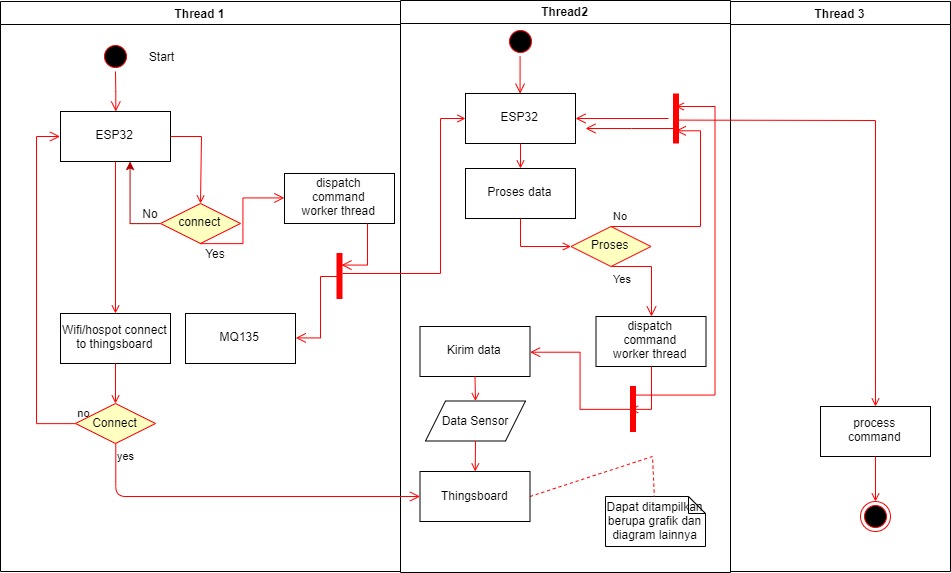 Thread 1
Start
ESP32
connect
No
Yes
dispatch
command
worker thread
Wifi/hospot connect
to thingsboard
MQ135
Connect
no
yes
Thread2
ESP32
Proses data
Proses
No
Yes
dispatch
command
worker thread
Kirim data
Data Sensor
Thingsboard
Dapat ditampilkan
berupa grafik dan
diagram lainnya
Thread 3
process
command